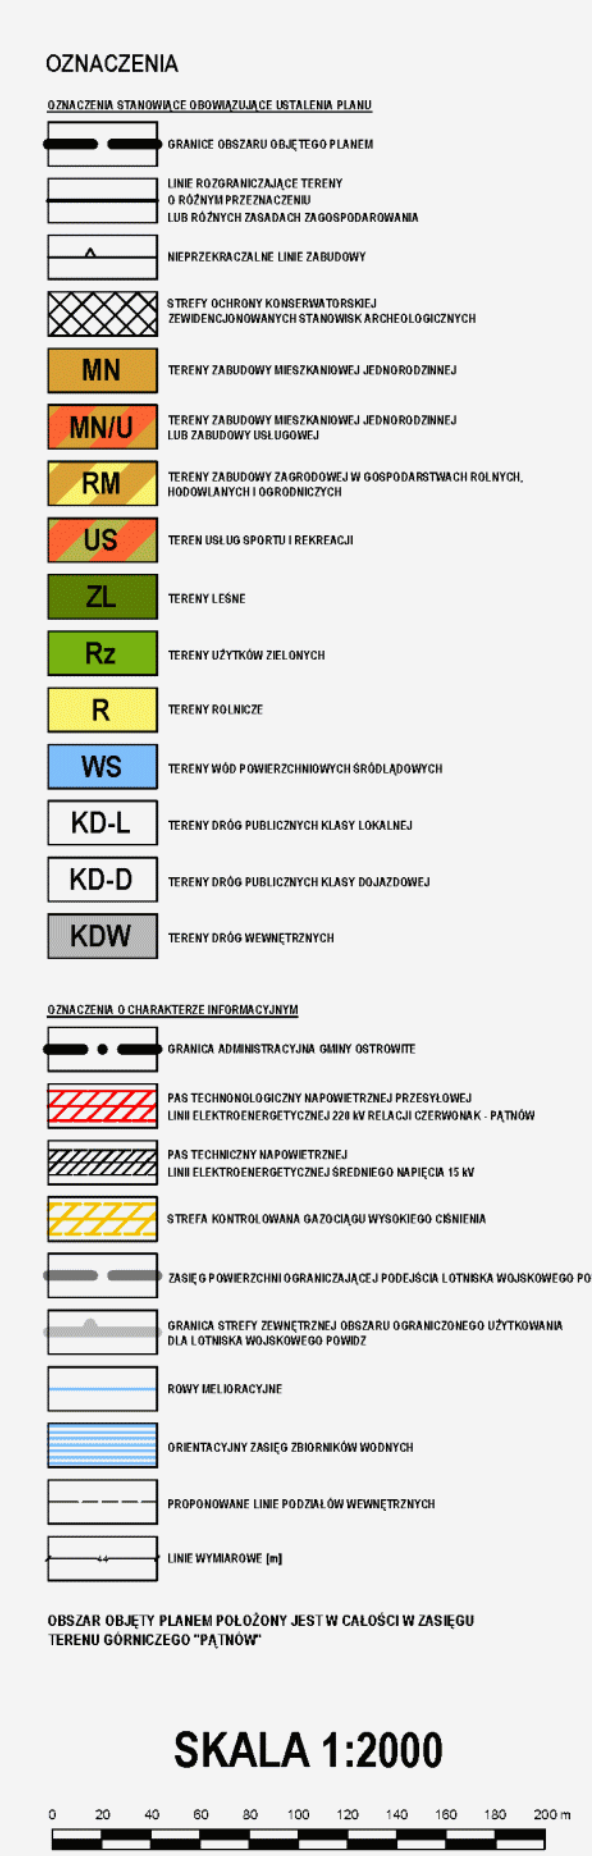 OZNACZENIA
OZNACZENIA STANOWIĄCE OBOWIĄZUJĄCE USTALENIA PLANU
GRANICE OBSZARU OBJĘTEGO PLANEM
LINIE ROZGRANICZAJĄCE TERENY
O RÓŻNYM PRZEZNACZENIU
LUB RÓŻNYCH ZASADACH ZAGOSPODAROWANIA
NIEPRZEKRACZALNE LINIE ZABUDOWY
STREFY OCHRONY KONSERWATORSKIEJ
ZEWIDENCJONOWANYCH STANOWISK ARCHEOLOGICZNYCH
MN TERENY ZABUDOWY MIESZKANIOWEJ JEDNORODZINNEJ
MN/U TERENY ZABUDOWY MIESZKANIOWEJ JEDNORODZINNEJ
LUB ZABUDOWY USŁUGOWEJ
RM TERENY ZABUDOWY ZAGRODOWEJ W GOSPODARSTWACH ROLNYCH,
HODOWLANYCH I OGRODNICZYCH
US TEREN USŁUG SPORTU I REKREACJI
ZL TERENY LEŚNE
Rz TERENY UŻYTKÓW ZIELONYCH
R TERENY ROLNICZE
WS TERENY WÓD POWIERZCHNIOWYCH ŚRÓDLĄDOWYCH
KD-L TERENY DRÓG PUBLICZNYCH KLASY LOKALNEJ
KD-D TERENY DRÓG PUBLICZNYCH KLASY DOJAZDOWEJ
KDW TERENY DRÓG WEWNĘTRZNYCH
OZNACZENIA O CHARAKTERZE INFORMACYJNYM
GRANICA ADMINISTRACYJNA GMINY OSTROWITE
PAS TECHNONOLOGICZNY NAPOWIETRZNEJ PRZESYŁOWEJ
LINII ELEKTROENERGETYCZNEJ 220 kV RELACJI CZERWONAK - PĄTNÓW
PAS TECHNICZNY NAPOWIETRZNEJ
LINII ELEKTROENERGETYCZNEJ ŚREDNIEGO NAPIĘCIA 15 kV
STREFA KONTROLOWANA GAZOCIĄGU WYSOKIEGO CIŚNIENIA
ZASIĘG POWIERZCHNI OGRANICZAJĄCEJ PODEJŚCIA LOTNISKA WOJSKOWEGO PO
GRANICA STREFY ZEWNĘTRZNEJ OBSZARU OGRANICZONEGO UŻYTKOWANIA
DLA LOTNISKA WOJSKOWEGO POWIDZ
ROWY MELIORACYJNE
ORIENTACYJNY ZASIĘG ZBIORNIKÓW WODNYCH
PROPONOWANE LINIE PODZIAŁÓW WEWNĘTRZNYCH
LINIE WYMIAROWE [m]
OBSZAR OBJĘTY PLANEM POŁOŻONY JEST W CAŁOŚCI W ZASIĘGU
TERENU GÓRNICZEGO "PĄTNÓW"
SKALA 1:2000
0 20 40 60 80 100 120 140 160 180 200 m